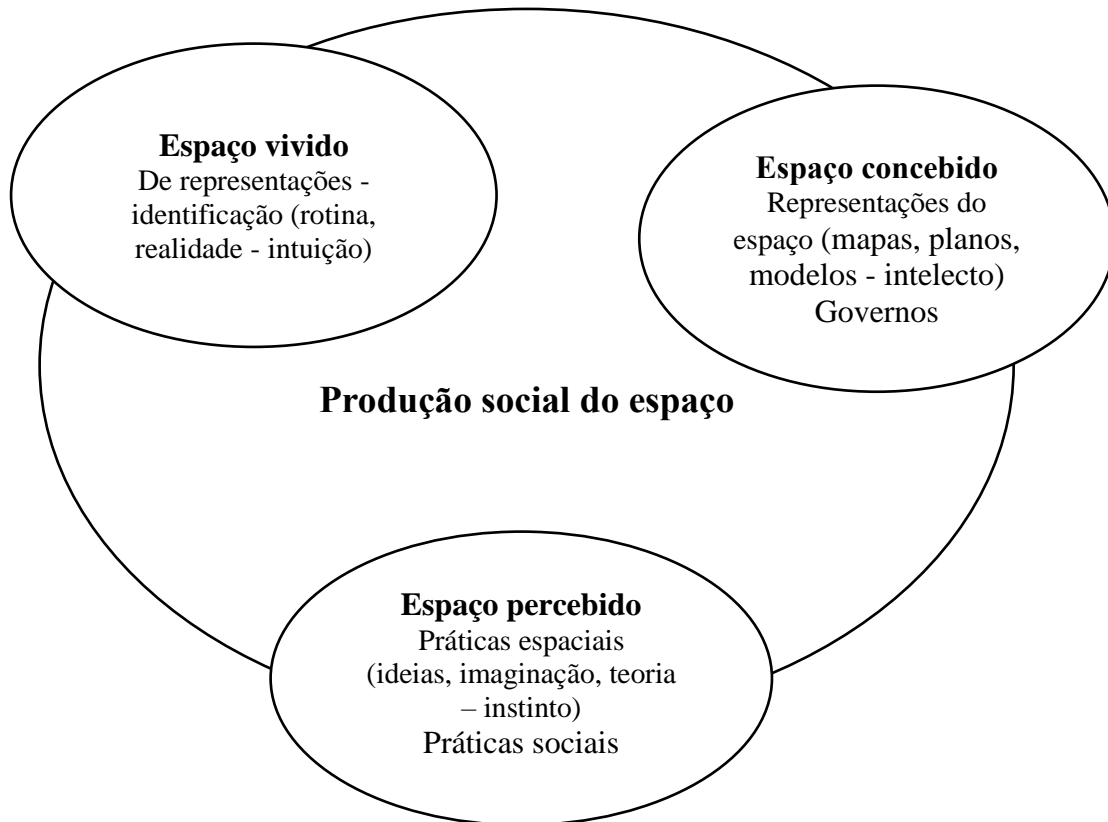 Espaço vivido
De representações -
identificação (rotina,
realidade - intuição)
Espaço concebido
Representações do
espaço (mapas, planos,
modelos - intelecto)
Governos
Produção social do espaço
Espaço percebido
Práticas espaciais
(ideias, imaginação, teoria
– instinto)
Práticas sociais